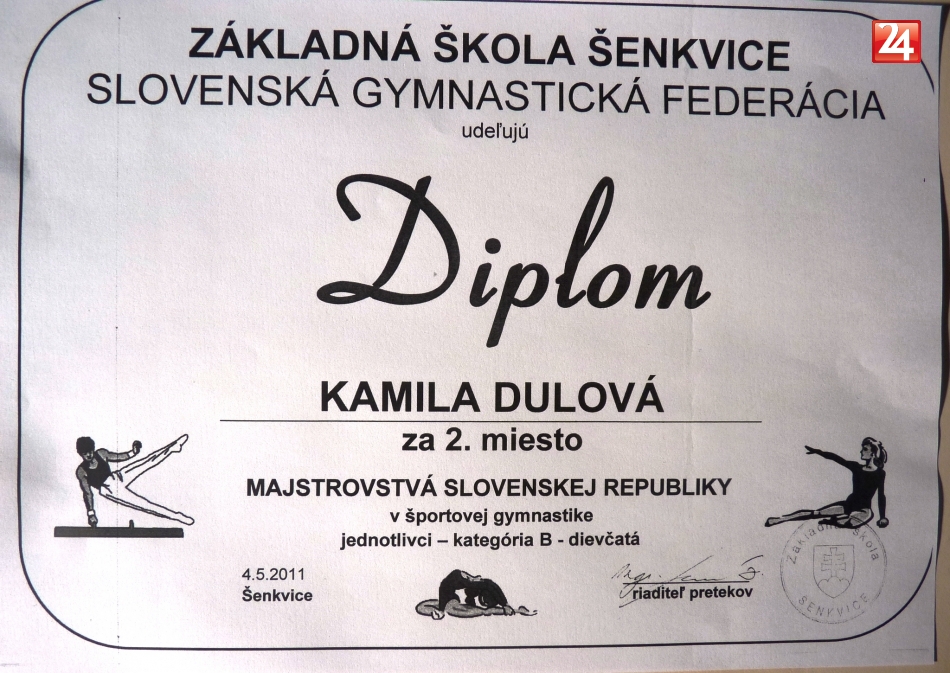 24
ZÁKLADNÁ ŠKOLA ŠENKVICE
SLOVENSKÁ GYMNASTICKÁ FEDERÁCIA
udeľujú
Diplom
KAMILA DULOVÁ
za 2. miesto
MAJSTROVSTVÁ SLOVENSKEJ REPUBLIKY
v športovej gymnastike
jednotlivci – kategória B - dievčatá
4.5.2011
Šenkvice
Mgr.
riaditeľ pretekov
Základná škola
ŠENKVICE